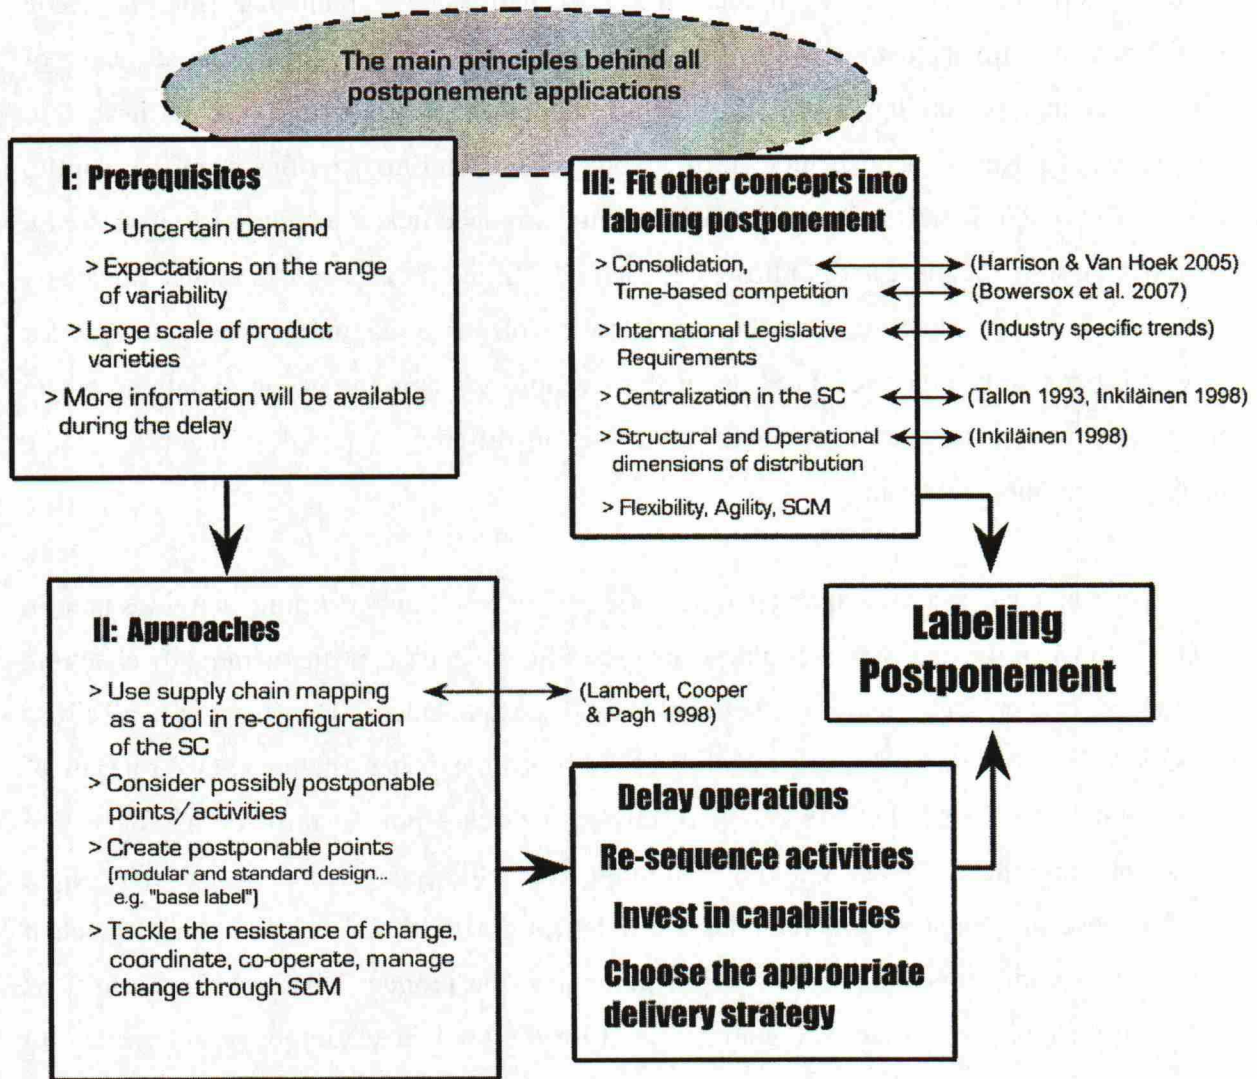 The main principles behind all
postponement applications
I: Prerequisites
> Uncertain Demand
> Expectations on the range
of variability
> Large scale of product
varieties
> More information will be available
during the delay
III: Fit other concepts into
labeling postponement
> Consolidation
(Harrison & Van Hoek 2005)
Time-based competition
(Bowersox et al. 2007)
> International Legislative
Requirements
(Industry specific trends)
> Centralization in the SC
(Tallon 1993, Inkiläinen 1998)
> Structural and Operational
dimensions of distribution
(Inkiläinen 1998)
> Flexibility, Agility, SCM
II: Approaches
> Use supply chain mapping
as a tool in re-configuration
of the SC
(Lambert, Cooper
& Pagh 1998)
> Consider possibly postponable
points/activities
> Create postponable points
(modular and standard design...
e.g. "base label")
> Tackle the resistance of change,
coordinate, co-operate, manage
change through SCM
Delay operations
Re-sequence activities
Invest in capabilities
Choose the appropriate
delivery strategy
Labeling
Postponement